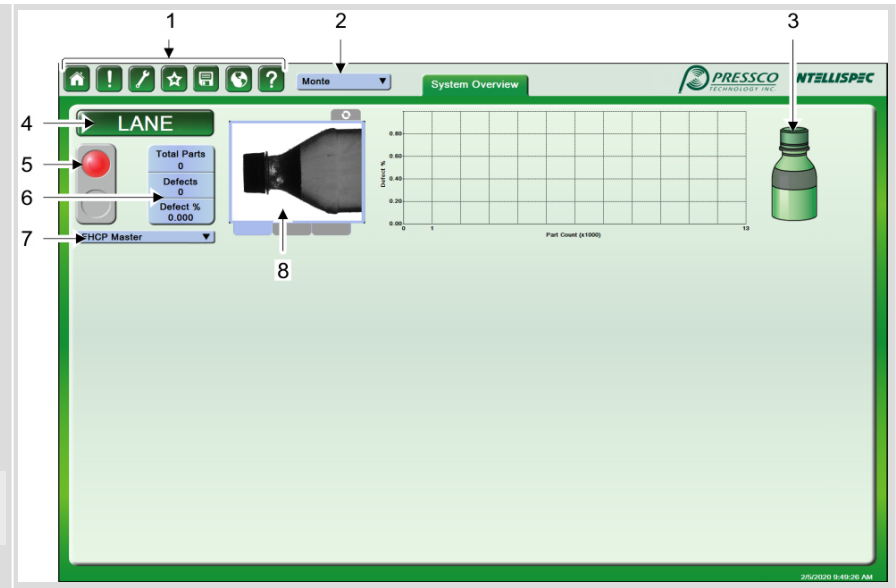 1
2
3
! ?
Monte
System Overview
PRESSCO
TECHNOLOGY INC.
NTELLISPEC
4
LANE
5
Total Parts
0
Defects
0
Defect %
0.000
6
7
HCP Master
8
Defect %
0.80
0.60
0.40
0.20
0.00
0
1
13
Part Count (x1000)
2/5/2020 9:49:26 AM